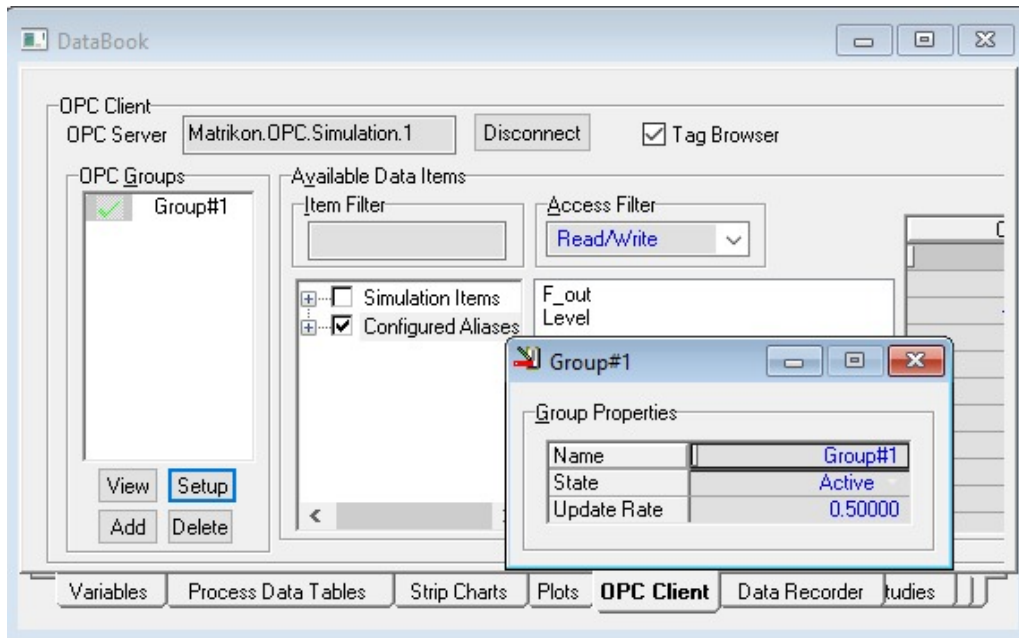 DataBook
OPC Client
OPC Server Matrikon.OPC.Simulation.1 Disconnect Tag Browser
OPC Groups
Group#1
View Setup
Add Delete
Available Data Items
Item Filter
Access Filter
Read/Write
Simulation Items
Configured Aliases
F_out
Level
Group#1
Group Properties
Name Group#1
State Active
Update Rate 0.50000
Variables Process Data Tables Strip Charts Plots OPC Client Data Recorder tudies